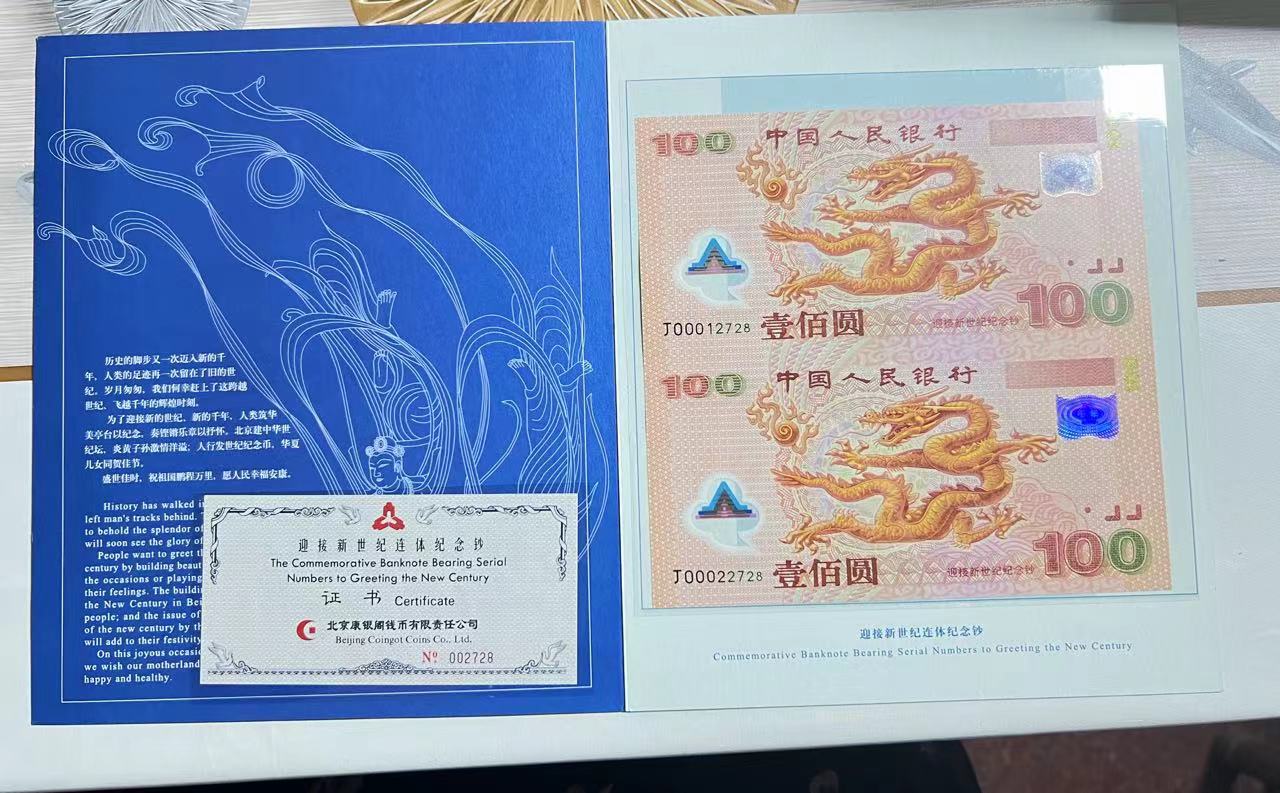 历史的脚步又一次迈入新的千
年，人类的足迹再一次留在了旧的世
纪。岁月匆匆，我们何幸赶上了这跨越
世纪、飞越千年的辉煌时刻。
为了迎接新的世纪、新的千年，人类筑华
美亭台以纪念，奏铿锵乐章以抒怀。北京建中华世
纪坛，炎黄子孙激情洋溢；人行发世纪纪念币，华夏
儿女同贺佳节。
盛世佳时，祝祖国鹏程万里，愿人民幸福安康。
History has walked i
left man's tracks behind. T
to behold the splendor of
will soon see the glory of
People want to greet th
century by building beau
the occasions or playing
their feelings. The buildi
the New Century in Bei
people; and the issue of
of the new century by th
will add to their festivity
On this joyous occasio
we wish our motherland
happy and healthy.
迎接新世纪连体纪念钞
The Commemorative Banknote Bearing Serial
Numbers to Greeting the New Century
证 书 Certificate
北京康银阁钱币有限责任公司
Beijing Coingot Coins Co., Ltd.
Nº 002728
100 中国人民银行
J00012728 壹佰圆 迎接新世纪纪念钞 100
100 中国人民银行
J00022728 壹佰圆 迎接新世纪纪念钞 100
迎接新世纪连体纪念钞
Commemorative Banknote Bearing Serial Numbers to Greeting the New Century